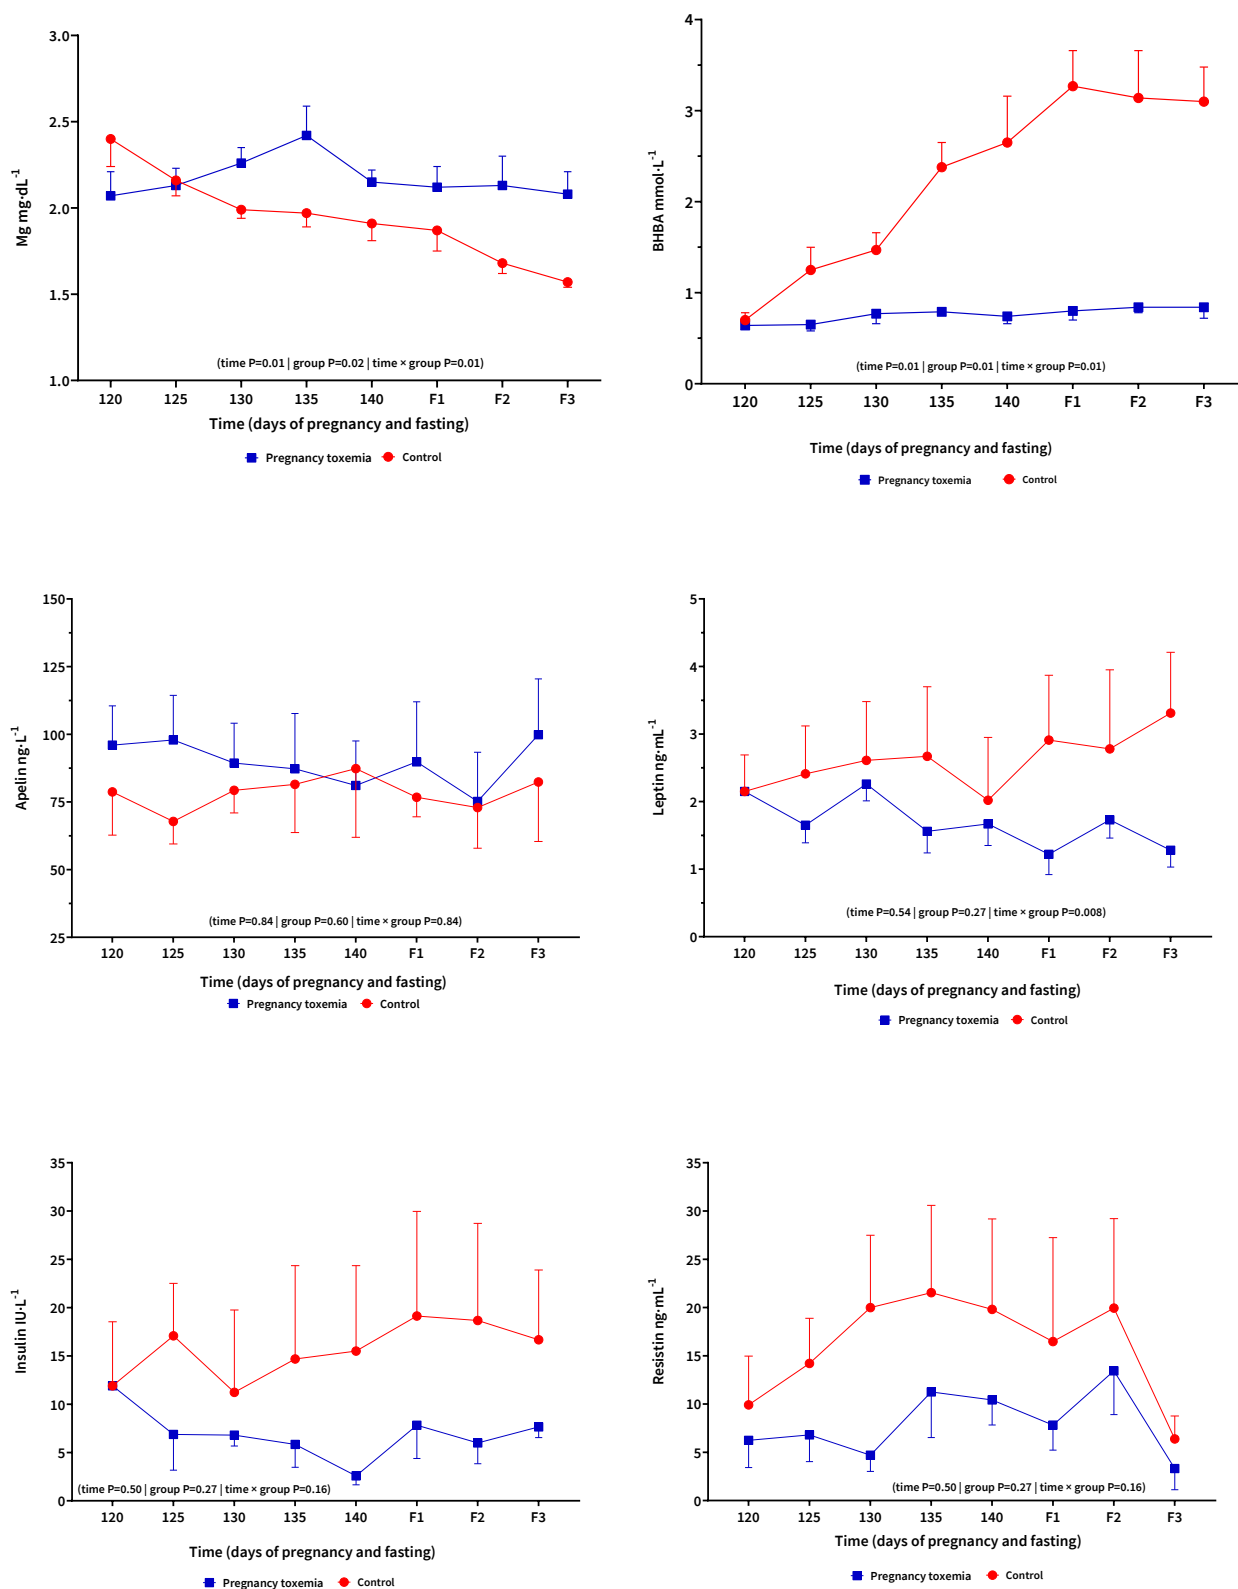 3.0
2.5
2.0
1.5
1.0
Mg mg·dL⁻¹
(time P=0.01 | group P=0.02 | time × group P=0.01)
120 125 130 135 140 F1 F2 F3
Time (days of pregnancy and fasting)
Pregnancy toxemia Control
4
3
2
1
0
BHBA mmol·L⁻¹
(time P=0.01 | group P=0.01 | time × group P=0.01)
120 125 130 135 140 F1 F2 F3
Time (days of pregnancy and fasting)
Pregnancy toxemia Control
150
125
100
75
50
25
Apelin ng·L⁻¹
(time P=0.84 | group P=0.60 | time × group P=0.84)
120 125 130 135 140 F1 F2 F3
Time (days of pregnancy and fasting)
Pregnancy toxemia Control
5
4
3
2
1
0
Leptin ng·mL⁻¹
(time P=0.54 | group P=0.27 | time × group P=0.008)
120 125 130 135 140 F1 F2 F3
Time (days of pregnancy and fasting)
Pregnancy toxemia Control
35
30
25
20
15
10
5
0
Insulin IU·L⁻¹
(time P=0.50 | group P=0.27 | time × group P=0.16)
120 125 130 135 140 F1 F2 F3
Time (days of pregnancy and fasting)
Pregnancy toxemia Control
35
30
25
20
15
10
5
0
Resistin ng·mL⁻¹
(time P=0.50 | group P=0.27 | time × group P=0.16)
120 125 130 135 140 F1 F2 F3
Time (days of pregnancy and fasting)
Pregnancy toxemia Control